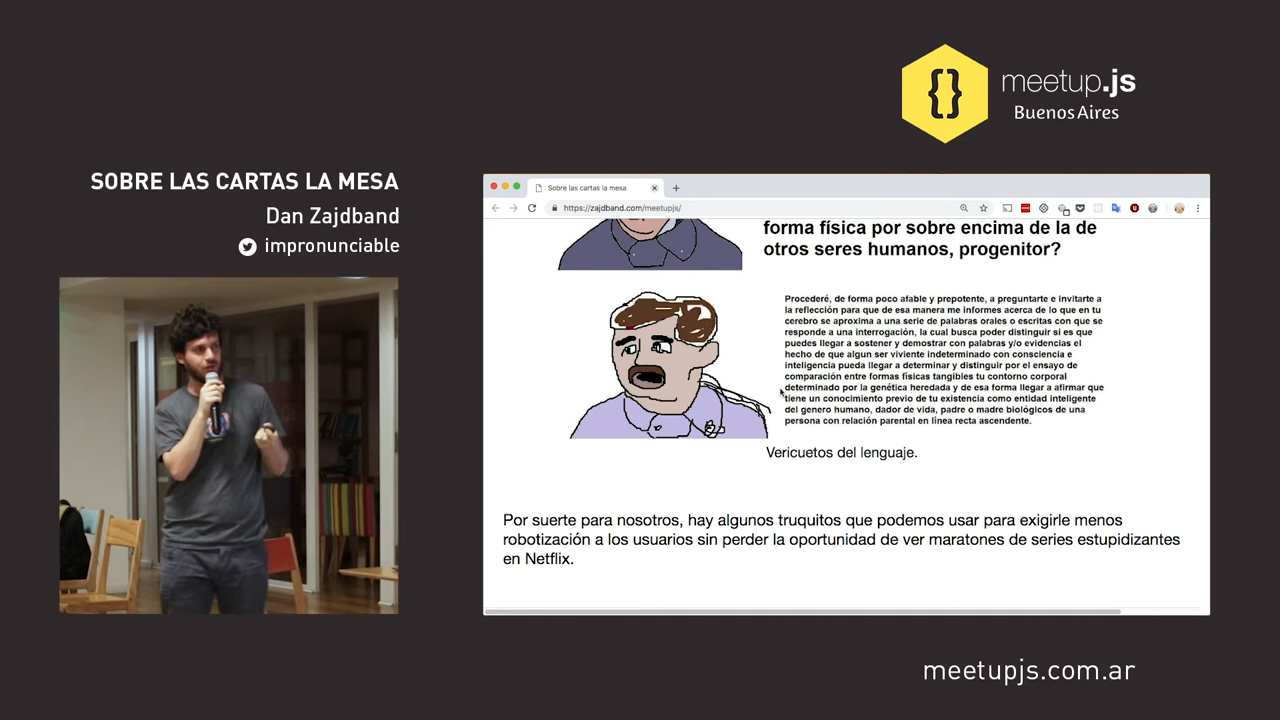 {}
meetup.js
Buenos Aires
SOBRE LAS CARTAS LA MESA
Dan Zajdband
impronunciable
Sobre las cartas la mesa
https://zajdband.com/meetupjs/
forma física por sobre encima de la de
otros seres humanos, progenitor?
Procederé, de forma poco afable y prepotente, a preguntarte e invitarte a
la reflección para que de esa manera me informes acerca de lo que en tu
cerebro se aproxima a una serie de palabras orales o escritas con que se
responde a una interrogación, la cual busca poder distinguir si es que
puedes llegar a sostener y demostrar con palabras y/o evidencias el
hecho de que algun ser viviente indeterminado con consciencia e
inteligencia pueda llegar a determinar y distinguir por el ensayo de
comparación entre formas físicas tangibles tu contorno corporal
determinado por la genética heredada y de esa forma llegar a afirmar que
tiene un conocimiento previo de tu existencia como entidad inteligente
del genero humano, dador de vida, padre o madre biológicos de una
persona con relación parental en línea recta ascendente.
Vericuetos del lenguaje.
Por suerte para nosotros, hay algunos truquitos que podemos usar para exigirle menos
robotización a los usuarios sin perder la oportunidad de ver maratones de series estupidizantes
en Netflix.
meetupjs.com.ar